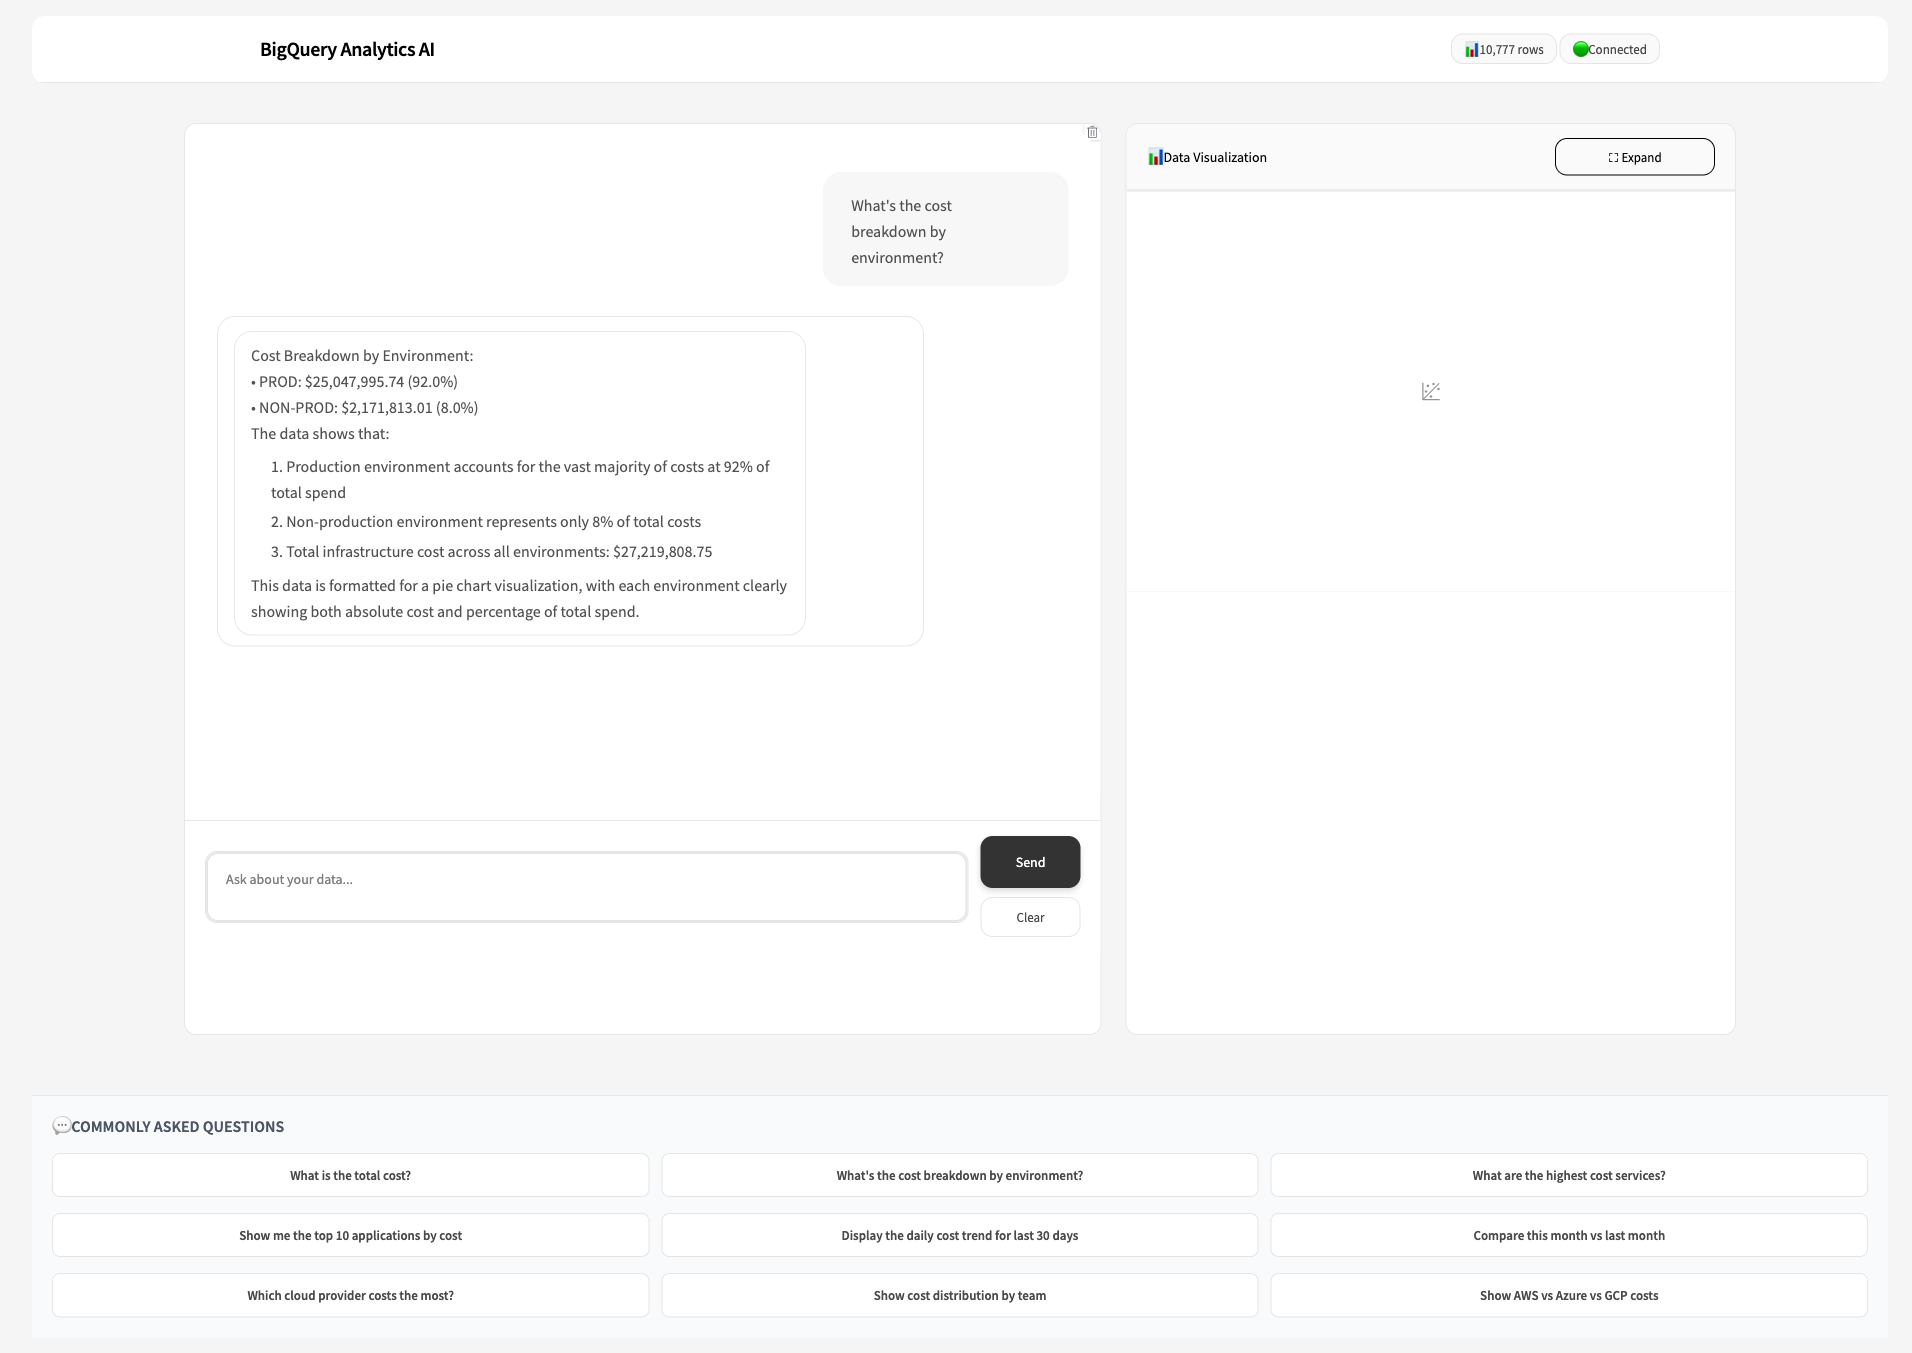 BigQuery Analytics AI
10,777 rows
Connected
What's the cost
breakdown by
environment?
Cost Breakdown by Environment:
• PROD: $25,047,995.74 (92.0%)
• NON-PROD: $2,171,813.01 (8.0%)
The data shows that:
1. Production environment accounts for the vast majority of costs at 92% of
total spend
2. Non-production environment represents only 8% of total costs
3. Total infrastructure cost across all environments: $27,219,808.75
This data is formatted for a pie chart visualization, with each environment clearly
showing both absolute cost and percentage of total spend.
Ask about your data...
Send
Clear
Data Visualization
Expand
COMMONLY ASKED QUESTIONS
What is the total cost?
What's the cost breakdown by environment?
What are the highest cost services?
Show me the top 10 applications by cost
Display the daily cost trend for last 30 days
Compare this month vs last month
Which cloud provider costs the most?
Show cost distribution by team
Show AWS vs Azure vs GCP costs